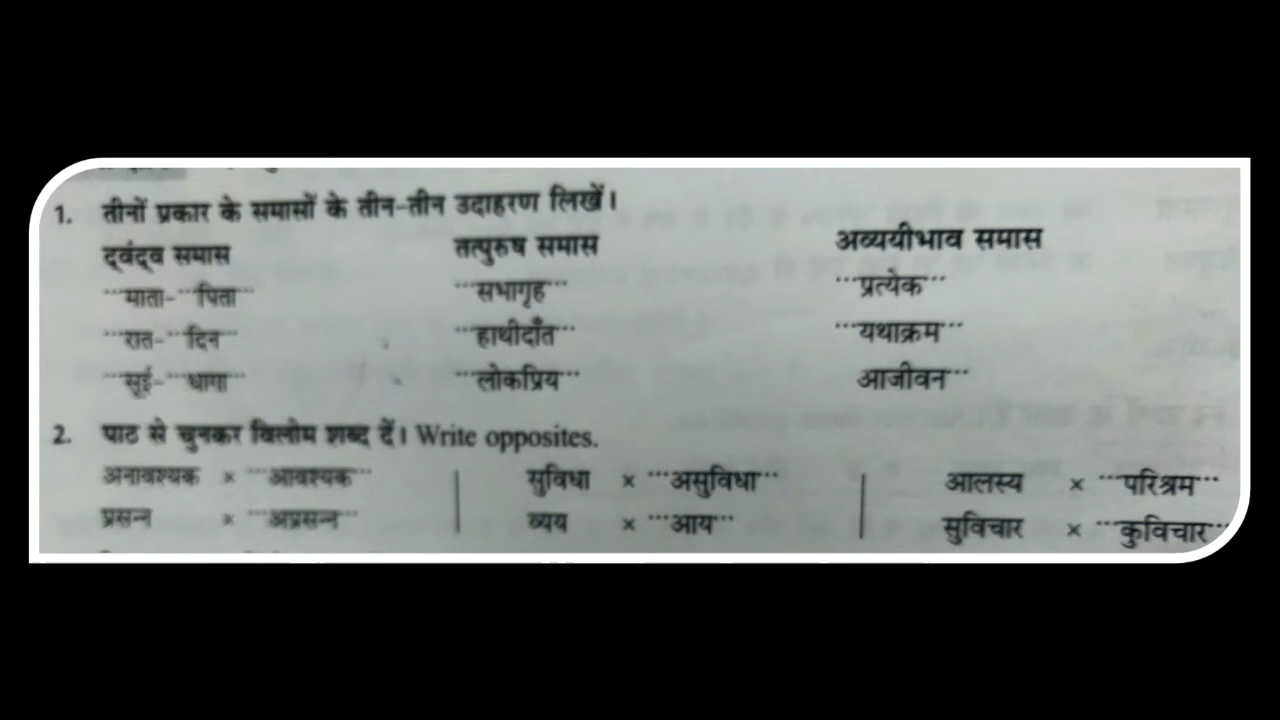 1. तीनों प्रकार के समासों के तीन-तीन उदाहरण लिखें।
द्वंद्व समास तत्पुरुष समास अव्ययीभाव समास
माता- पिता सभागृह प्रत्येक
रात- दिन हाथीदाँत यथाक्रम
सूई- धागा लोकप्रिय आजीवन
2. पाठ से चुनकर विलोम शब्द दें। Write opposites.
अनावश्यक × आवश्यक | सुविधा × असुविधा | आलस्य × परिश्रम
प्रसन्न × अप्रसन्न | व्यय × आय | सुविचार × कुविचार